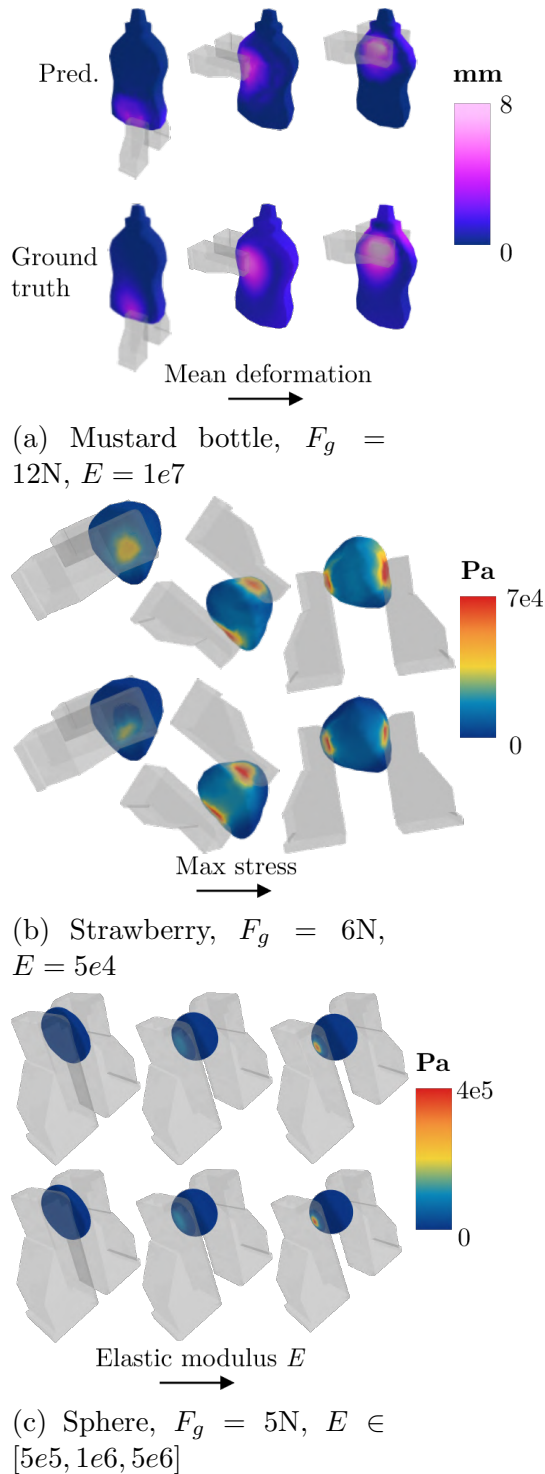 Pred.
mm
8
0
Ground
truth
Mean deformation
(a) Mustard bottle, $F_g$ =
12N, $E = 1e7$
Pa
7e4
0
Max stress
(b) Strawberry, $F_g$ = 6N,
$E = 5e4$
Pa
4e5
0
Elastic modulus $E$
(c) Sphere, $F_g$ = 5N, $E \in$
$[5e5, 1e6, 5e6]$